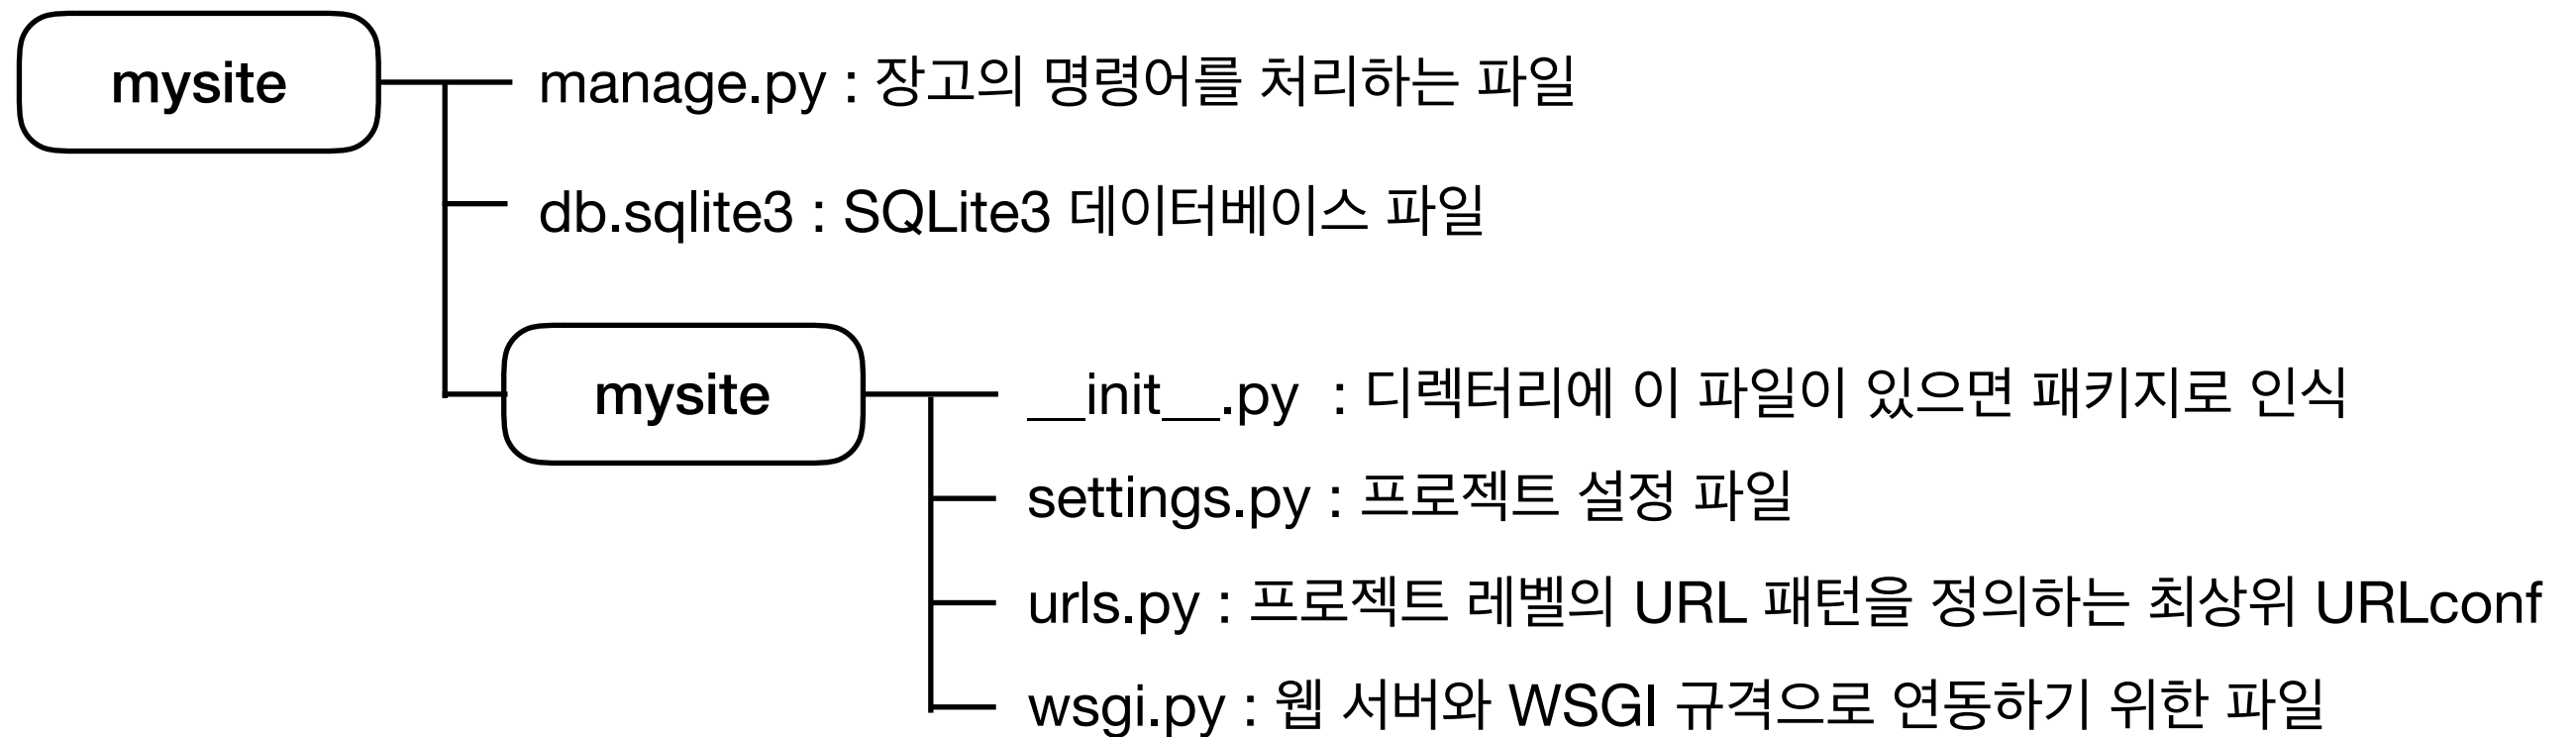 mysite
manage.py : 장고의 명령어를 처리하는 파일
db.sqlite3 : SQLite3 데이터베이스 파일
mysite
__init__.py : 디렉터리에 이 파일이 있으면 패키지로 인식
settings.py : 프로젝트 설정 파일
urls.py : 프로젝트 레벨의 URL 패턴을 정의하는 최상위 URLconf
wsgi.py : 웹 서버와 WSGI 규격으로 연동하기 위한 파일